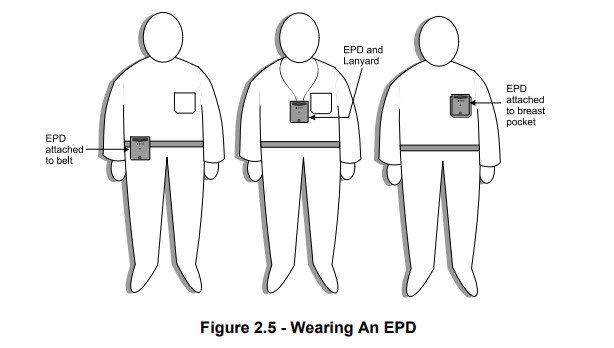 EPD and
Lanyard
EPD
attached
to breast
pocket
EPD
attached
to belt
Figure 2.5 - Wearing An EPD